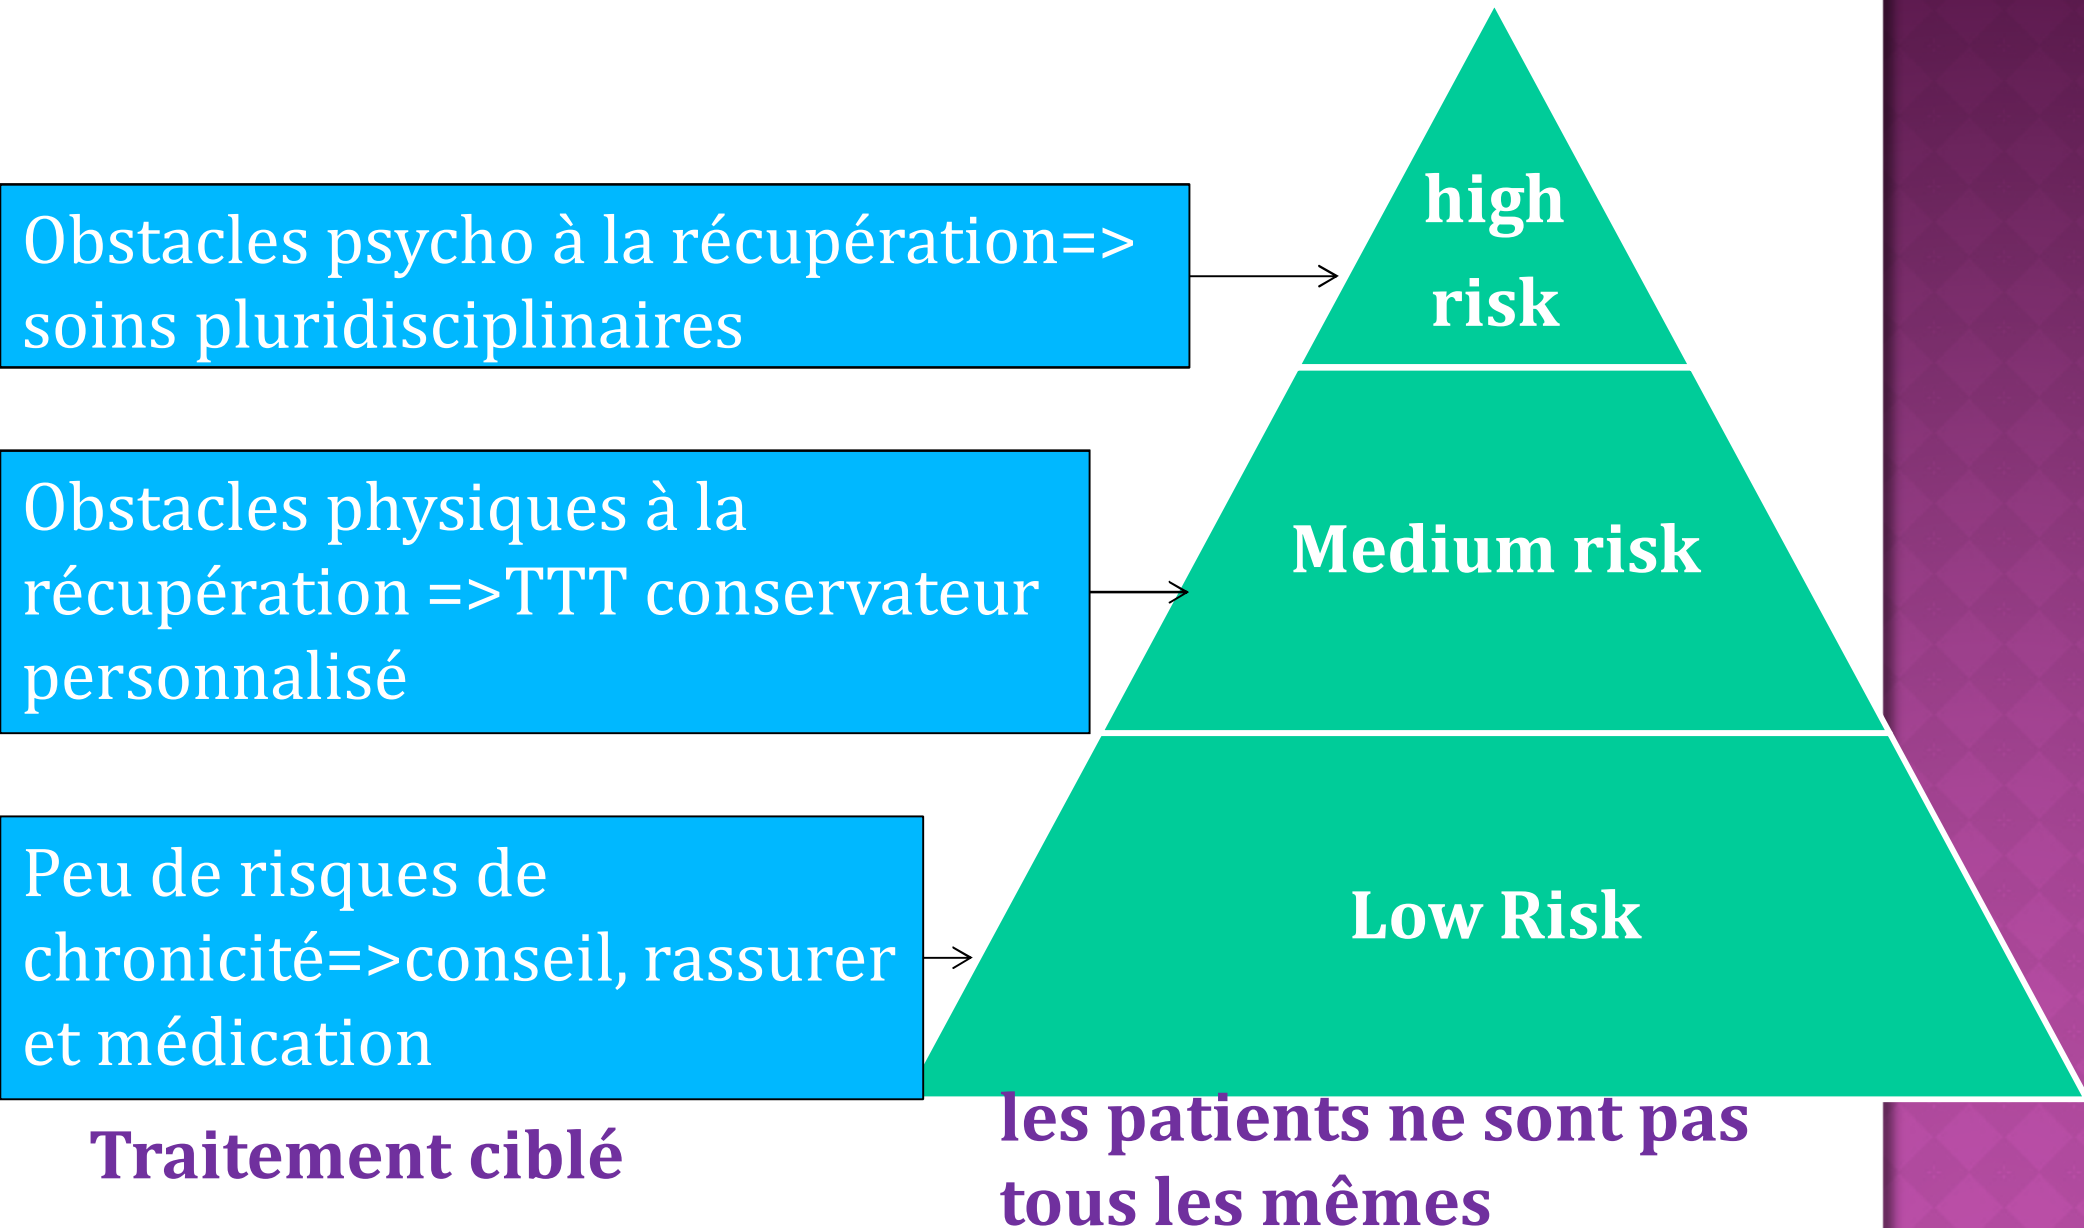 Obstacles psycho à la récupération=>
soins pluridisciplinaires
high
risk
Obstacles physiques à la
récupération =>TTT conservateur
personnalisé
Medium risk
Peu de risques de
chronicité=>conseil, rassurer
et médication
Low Risk
Traitement ciblé
les patients ne sont pas
tous les mêmes